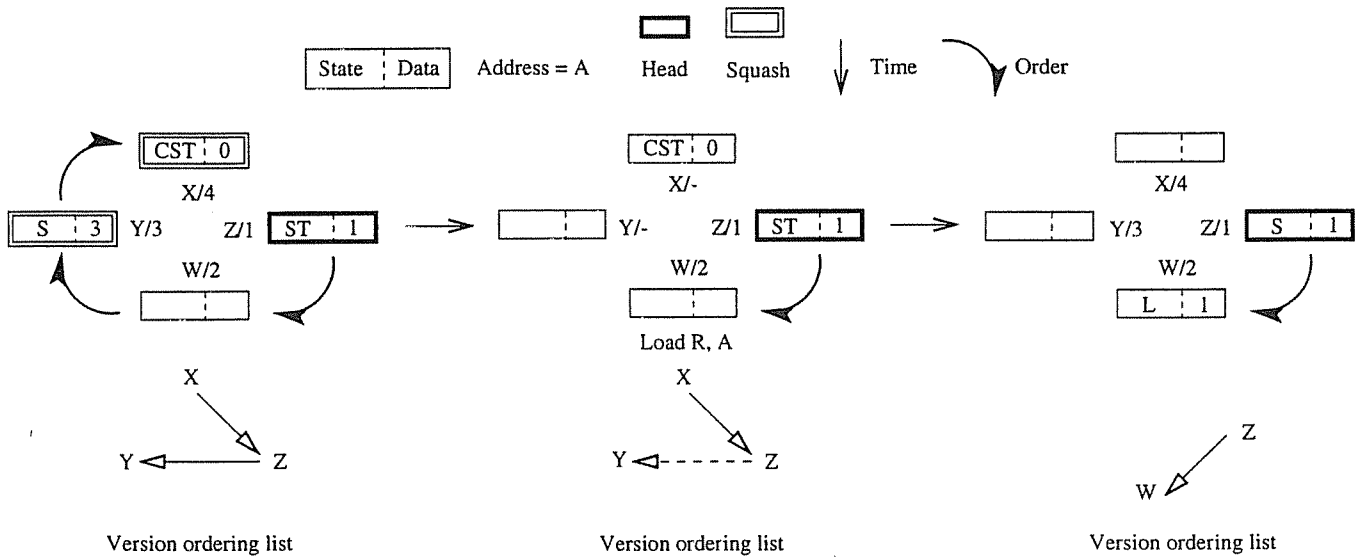 State Data Address = A Head Squash Time Order
CST 0 CST 0
X/4 X/- X/4
S 3 Y/3 Z/1 ST 1 Y/- Z/1 ST 1 Y/3 Z/1 S 1
W/2 W/2 W/2
L 1
Load R, A
X X
Y Z Y Z Z
W
Version ordering list Version ordering list Version ordering list